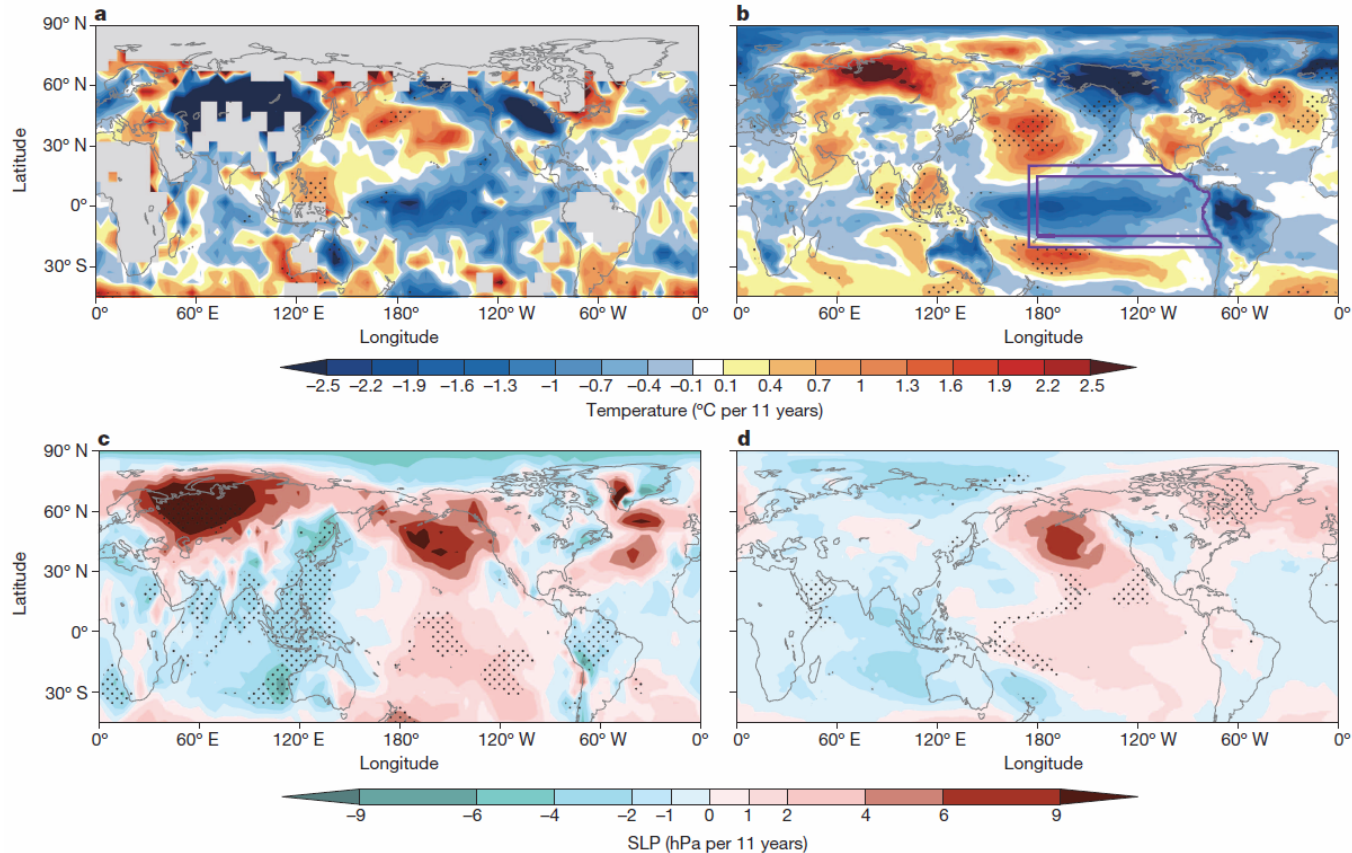 a
b
90° N
60° N
30° N
0°
30° S
Latitude
0° 60° E 120° E 180° 120° W 60° W 0°
Longitude
0° 60° E 120° E 180° 120° W 60° W 0°
Longitude
−2.5 −2.2 −1.9 −1.6 −1.3 −1 −0.7 −0.4 −0.1 0.1 0.4 0.7 1 1.3 1.6 1.9 2.2 2.5
Temperature (°C per 11 years)
c
d
90° N
60° N
30° N
0°
30° S
Latitude
0° 60° E 120° E 180° 120° W 60° W 0°
Longitude
0° 60° E 120° E 180° 120° W 60° W 0°
Longitude
−9 −6 −4 −2 −1 0 1 2 4 6 9
SLP (hPa per 11 years)